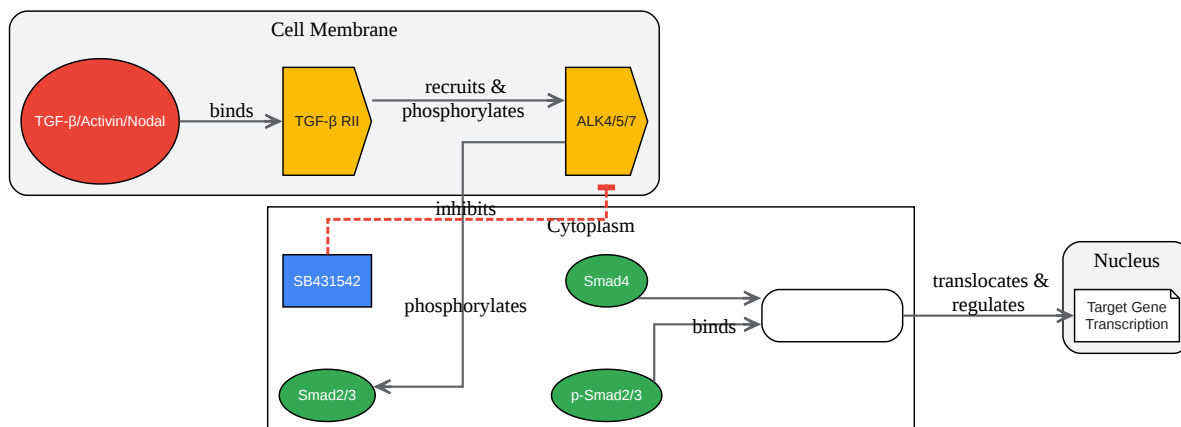 Cell Membrane
TGF-β/Activin/Nodal
binds
TGF-β RII
recruits &
phosphorylates
ALK4/5/7
inhibits
Cytoplasm
SB431542
Smad4
phosphorylates
binds
Smad2/3
p-Smad2/3
translocates &
regulates
Nucleus
Target Gene
Transcription